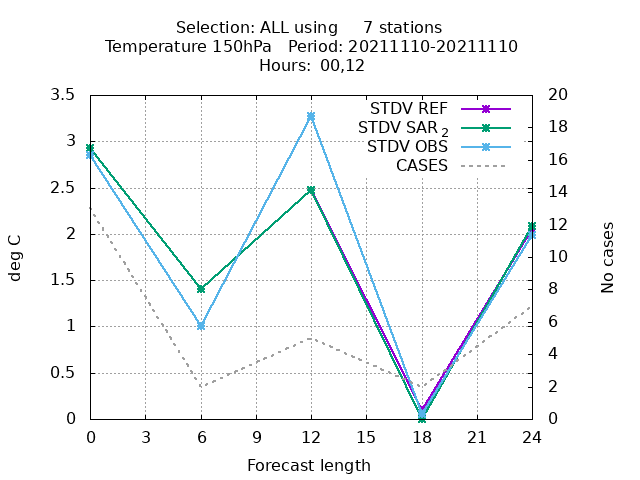 Selection: ALL using 7 stations
Temperature 150hPa Period: 20211110-20211110
Hours: 00,12
3.5
3
2.5
2
1.5
1
0.5
0
20
18
16
14
12
10
8
6
4
2
0
STDV REF
STDV SAR2
STDV OBS
CASES
deg C
No cases
0 3 6 9 12 15 18 21 24
Forecast length